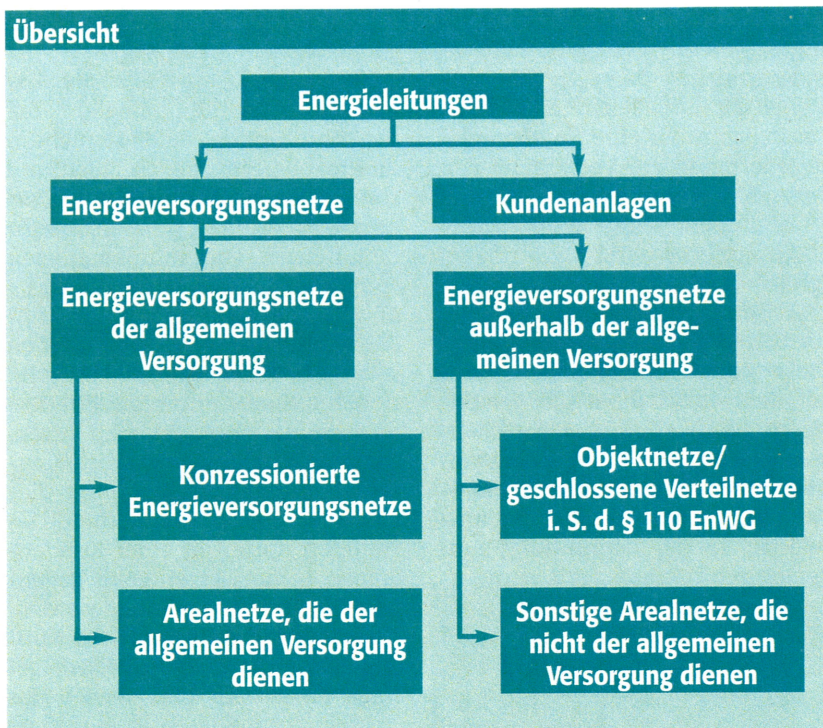 Übersicht
Energieleitungen
Energieversorgungsnetze
Kundenanlagen
Energieversorgungsnetze
der allgemeinen
Versorgung
Energieversorgungsnetze
außerhalb der allge-
meinen Versorgung
Konzessionierte
Energieversorgungsnetze
Objektnetze/
geschlossene Verteilnetze
i. S. d. § 110 EnWG
Arealnetze, die der
allgemeinen Versorgung
dienen
Sonstige Arealnetze, die
nicht der allgemeinen
Versorgung dienen